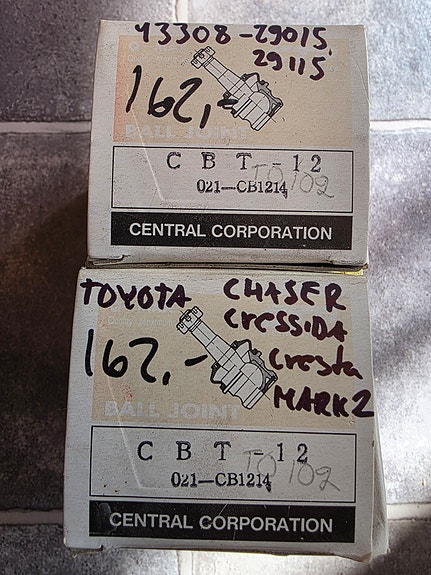 43308-29015
29115
162,-
BALL JOINT
CBT-12
TO 102
021-CB1214
CENTRAL CORPORATION
TOYOTA CHASER
CRESSIDA
162,- Cresta
MARK2
BALL JOINT
CBT-12
TO 102
021-CB1214
CENTRAL CORPORATION